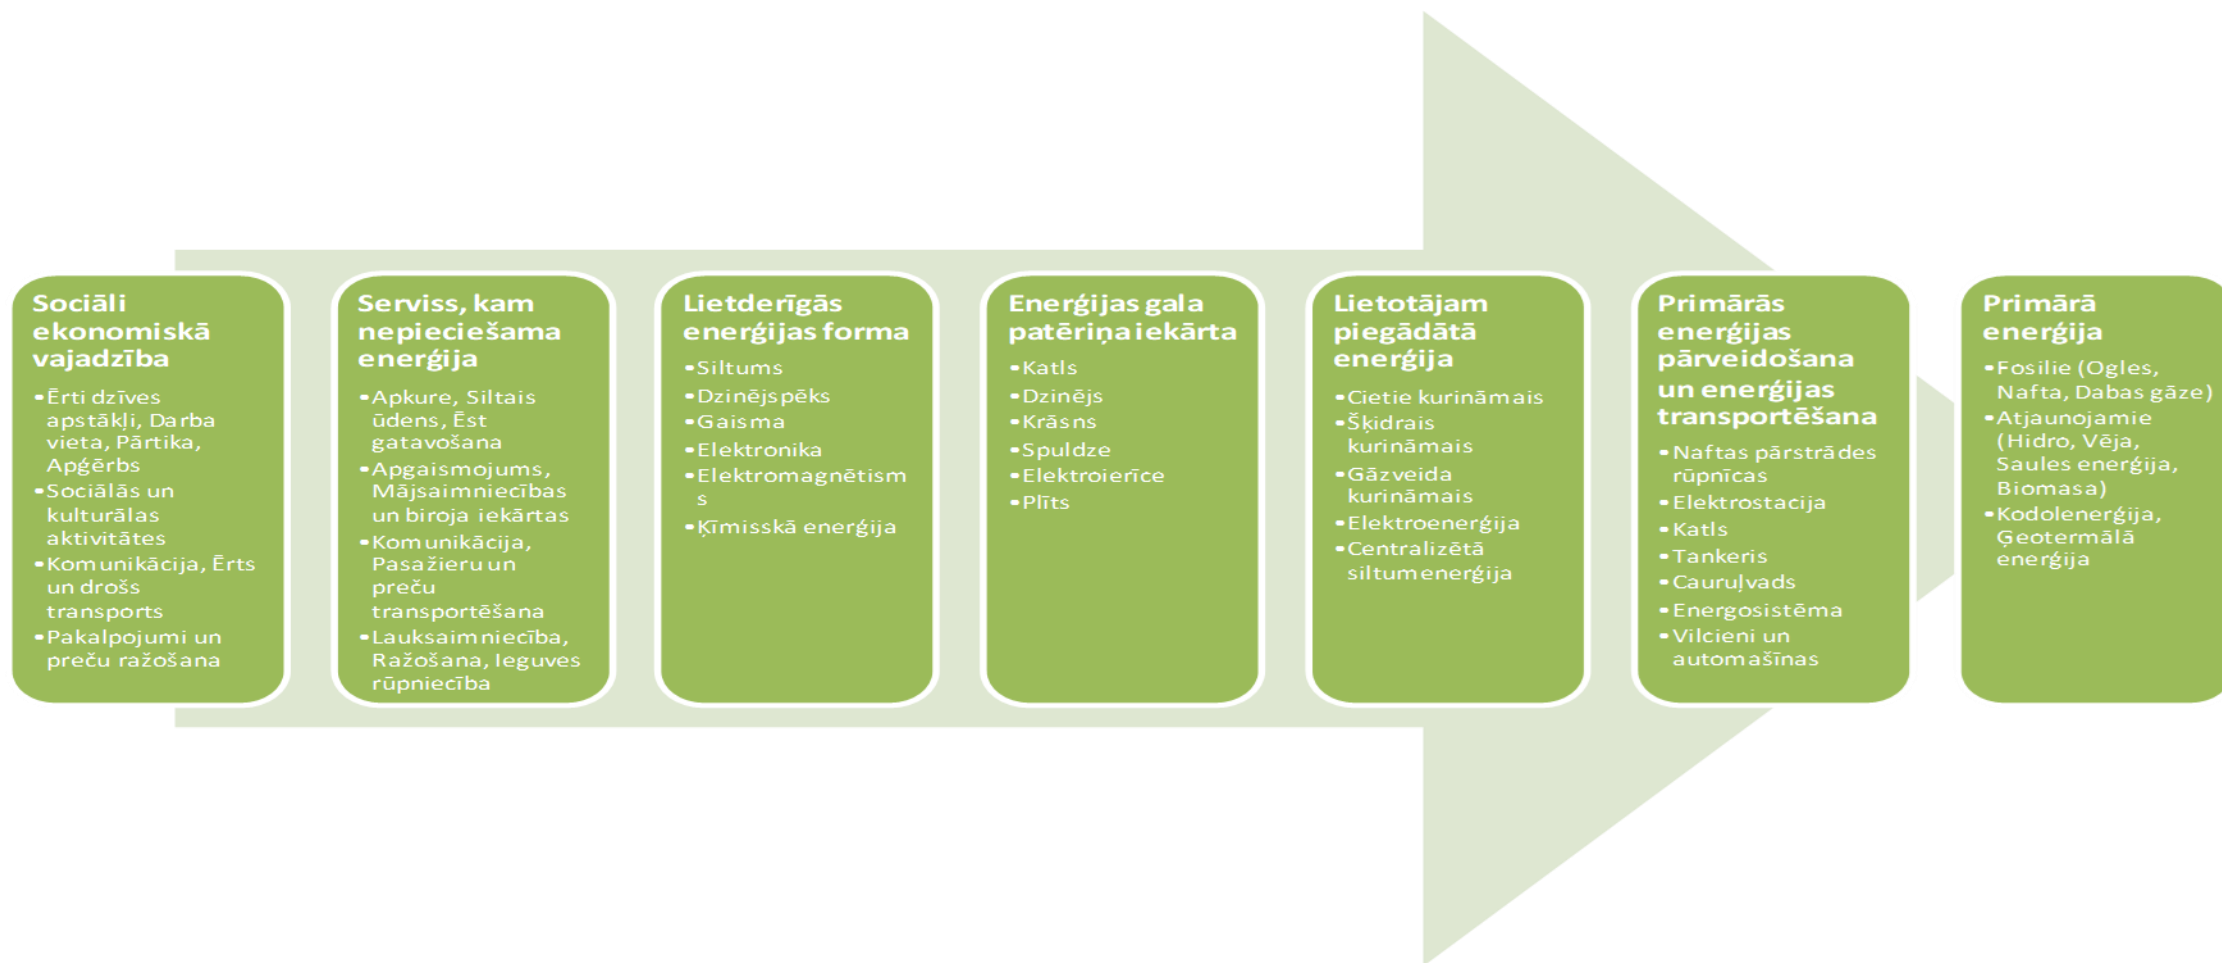 Sociāli
ekonomiskā
vajadzība
•Ērti dzīves
apstākļi, Darba
vieta, Pārtika,
Apģērbs
•Sociālās un
kulturālas
aktivitātes
•Komunikācija, Ērts
un drošs
transports
•Pakalpojumi un
preču ražošana
Serviss, kam
nepieciešama
enerģija
•Apkure, Siltais
ūdens, Ēst
gatavošana
•Apgaismojums,
Mājsaimniecības
un biroja iekārtas
•Komunikācija,
Pasažieru un
preču
transportēšana
•Lauksaimniecība,
Ražošana, Ieguves
rūpniecība
Lietderīgās
enerģijas forma
•Siltums
•Dzinējspēks
•Gaisma
•Elektronika
•Elektromagnētism
s
•Ķīmisskā enerģija
Enerģijas gala
patēriņa iekārta
•Katls
•Dzinējs
•Krāsns
•Spuldze
•Elektroierīce
•Plīts
Lietotājam
piegādātā
enerģija
•Cietie kurināmais
•Šķidrais
kurināmais
•Gāzveida
kurināmais
•Elektroenerģija
•Centralizētā
siltumenerģija
Primārās
enerģijas
pārveidošana
un enerģijas
transportēšana
•Naftas pārstrādes
rūpnīcas
•Elektrostacija
•Katls
•Tankeris
•Cauruļvads
•Energosistēma
•Vilcieni un
automašīnas
Primārā
enerģija
•Fosilie (Ogles,
Nafta, Dabas gāze)
•Atjaunojamie
(Hidro, Vēja,
Saules enerģija,
Biomasa)
•Kodolenerģija,
Ģeotermālā
enerģija